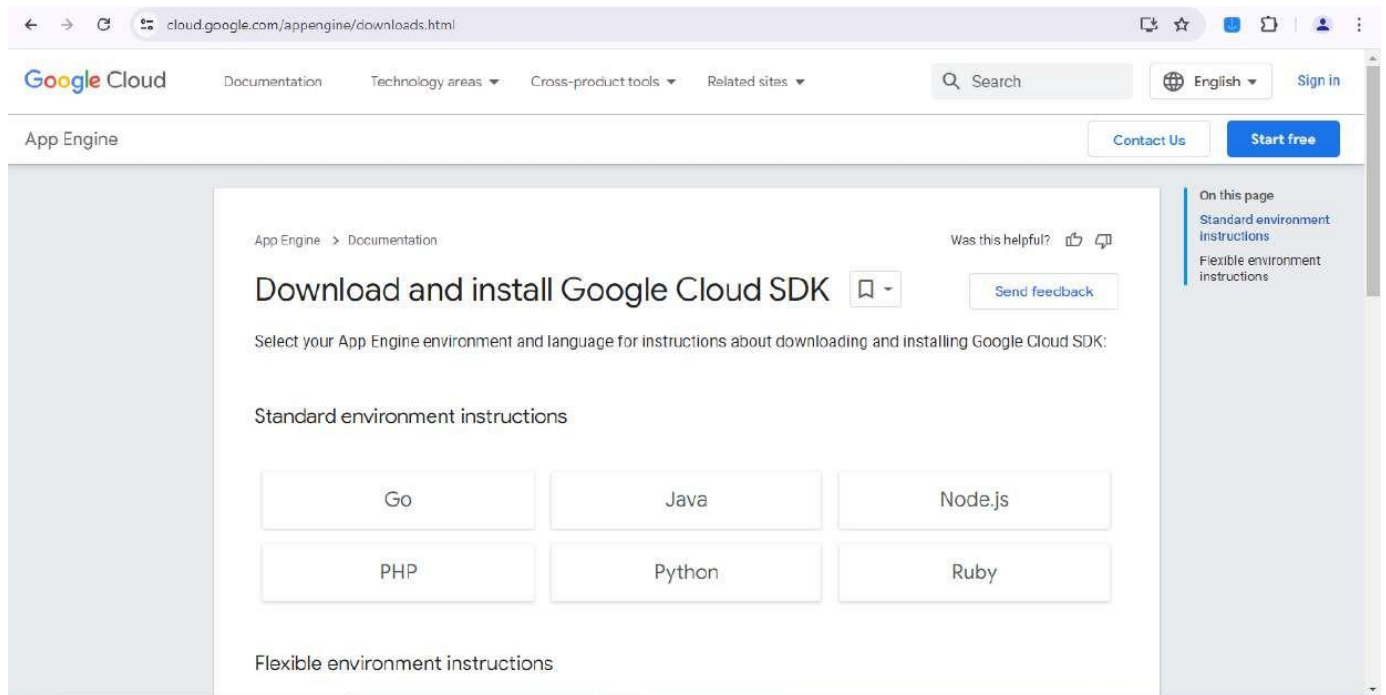 cloud.google.com/appengine/downloads.html
Google Cloud Documentation Technology areas Cross-product tools Related sites Search English Sign in
App Engine Contact Us Start free
On this page
Standard environment
instructions
Flexible environment
instructions
App Engine > Documentation Was this helpful?
Download and install Google Cloud SDK Send feedback
Select your App Engine environment and language for instructions about downloading and installing Google Cloud SDK:
Standard environment instructions
Go Java Node.js
PHP Python Ruby
Flexible environment instructions